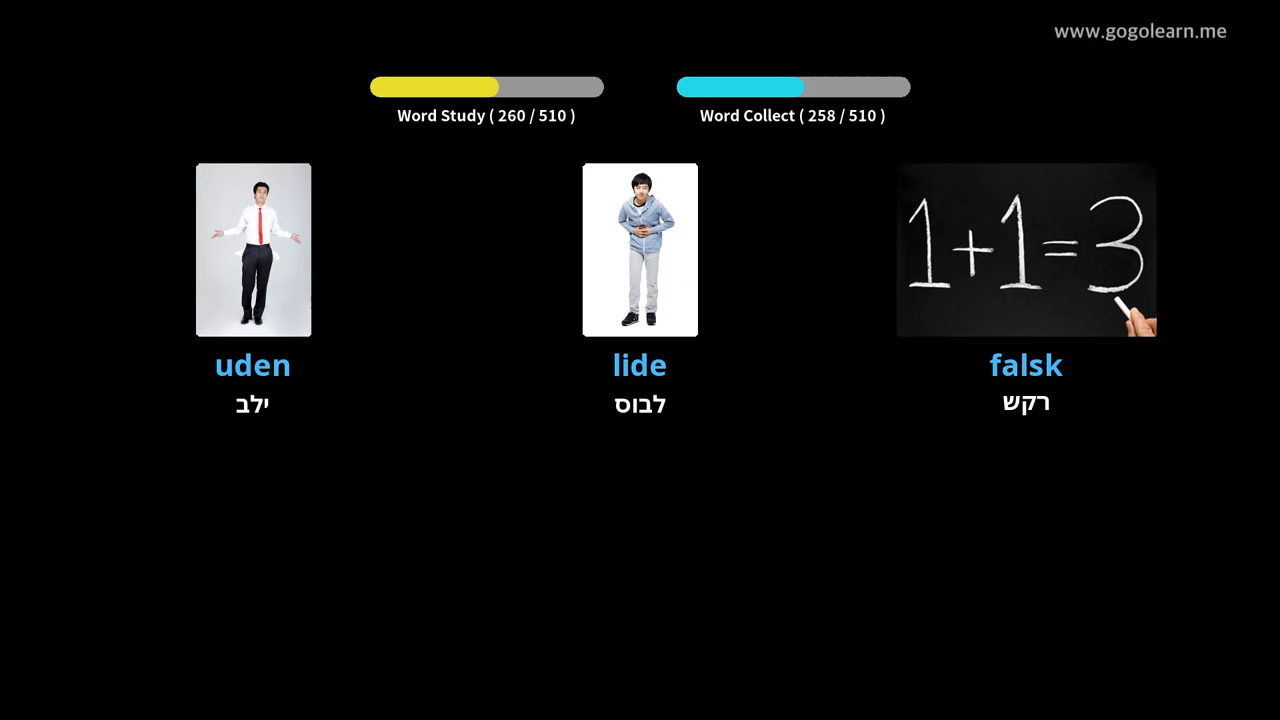 www.gogolearn.me
Word Study ( 260 / 510 )
Word Collect ( 258 / 510 )
uden
ילב
lide
לבוס
falsk
רקש
1+1=3